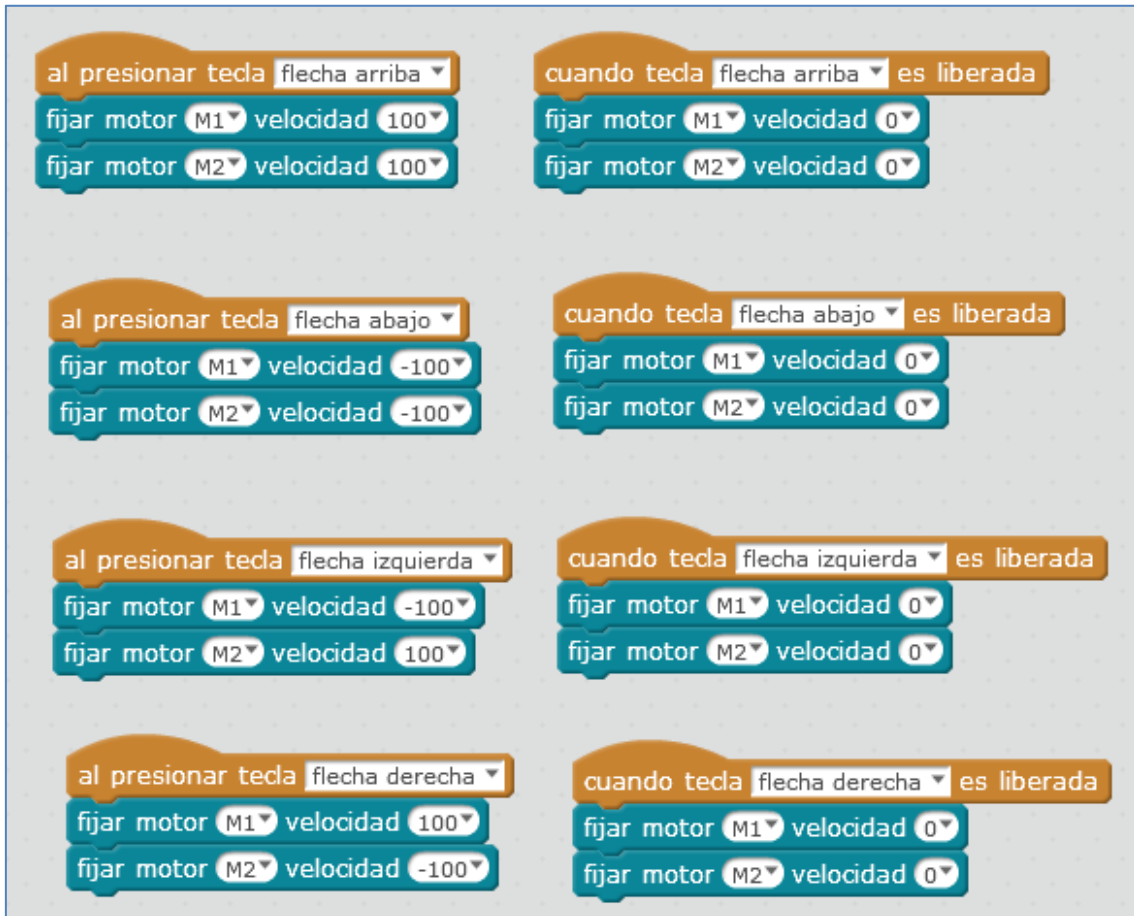 al presionar tecla flecha arriba
fijar motor M1 velocidad 100
fijar motor M2 velocidad 100
cuando tecla flecha arriba es liberada
fijar motor M1 velocidad 0
fijar motor M2 velocidad 0
al presionar tecla flecha abajo
fijar motor M1 velocidad -100
fijar motor M2 velocidad -100
cuando tecla flecha abajo es liberada
fijar motor M1 velocidad 0
fijar motor M2 velocidad 0
al presionar tecla flecha izquierda
fijar motor M1 velocidad -100
fijar motor M2 velocidad 100
cuando tecla flecha izquierda es liberada
fijar motor M1 velocidad 0
fijar motor M2 velocidad 0
al presionar tecla flecha derecha
fijar motor M1 velocidad 100
fijar motor M2 velocidad -100
cuando tecla flecha derecha es liberada
fijar motor M1 velocidad 0
fijar motor M2 velocidad 0